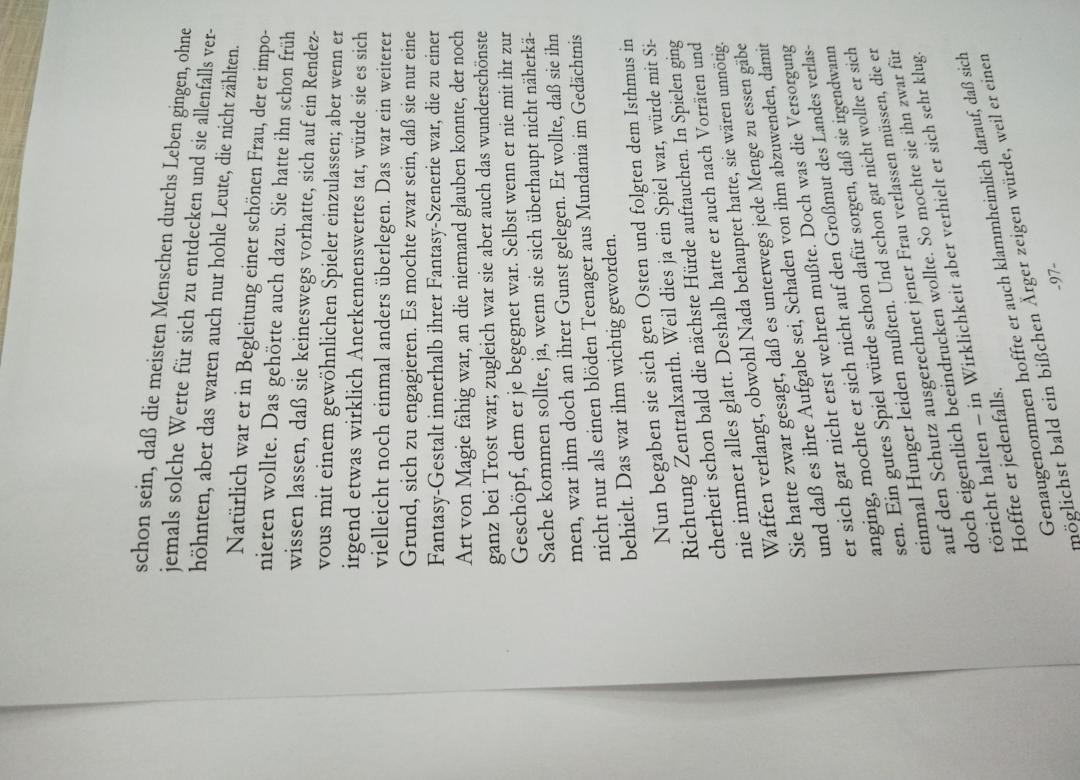 schon sein, daß die meisten Menschen durchs Leben gingen, ohne
jemals solche Werte für sich zu entdecken und sie allenfalls ver-
höhnten, aber das waren auch nur hohle Leute, die nicht zählten.
Natürlich war er in Begleitung einer schönen Frau, der er impo-
nieren wollte. Das gehörte auch dazu. Sie hatte ihn schon früh
wissen lassen, daß sie keineswegs vorhatte, sich auf ein Rendez-
vous mit einem gewöhnlichen Spieler einzulassen; aber wenn er
irgend etwas wirklich Anerkennenswertes tat, würde sie es sich
vielleicht noch einmal anders überlegen. Das war ein weiterer
Grund, sich zu engagieren. Es mochte zwar sein, daß sie nur eine
Fantasy-Gestalt innerhalb ihrer Fantasy-Szenerie war, die zu einer
Art von Magie fähig war, an die niemand glauben konnte, der noch
ganz bei Trost war; zugleich war sie aber auch das wunderschönste
Geschöpf, dem er je begegnet war. Selbst wenn er nie mit ihr zur
Sache kommen sollte, ja, wenn sie sich überhaupt nicht näherkä-
men, war ihm doch an ihrer Gunst gelegen. Er wollte, daß sie ihn
nicht nur als einen blöden Teenager aus Mundania im Gedächtnis
behielt. Das war ihm wichtig geworden.
Nun begaben sie sich gen Osten und folgten dem Isthmus in
Richtung Zentralxanth. Weil dies ja ein Spiel war, würde mit Si-
cherheit schon bald die nächste Hürde auftauchen. In Spielen ging
nie immer alles glatt. Deshalb hatte er auch nach Vorräten und
Waffen verlangt, obwohl Nada behauptet hatte, sie wären unnötig.
Sie hatte zwar gesagt, daß es unterwegs jede Menge zu essen gäbe
und daß es ihre Aufgabe sei, Schaden von ihm abzuwenden, damit
er sich gar nicht erst wehren mußte. Doch was die Versorgung
anging, mochte er sich nicht auf den Großmut des Landes verlas-
sen. Ein gutes Spiel würde schon dafür sorgen, daß sie irgendwann
einmal Hunger leiden mußten. Und schon gar nicht wollte er sich
auf den Schutz ausgerechnet jener Frau verlassen müssen, die er
doch eigentlich beeindrucken wollte. So mochte sie ihn zwar für
töricht halten – in Wirklichkeit aber verhielt er sich sehr klug.
Hoffte er jedenfalls.
Genaugenommen hoffte er auch klammheimlich darauf, daß sich
möglichst bald ein bißchen Ärger zeigen würde, weil er einen
-97-